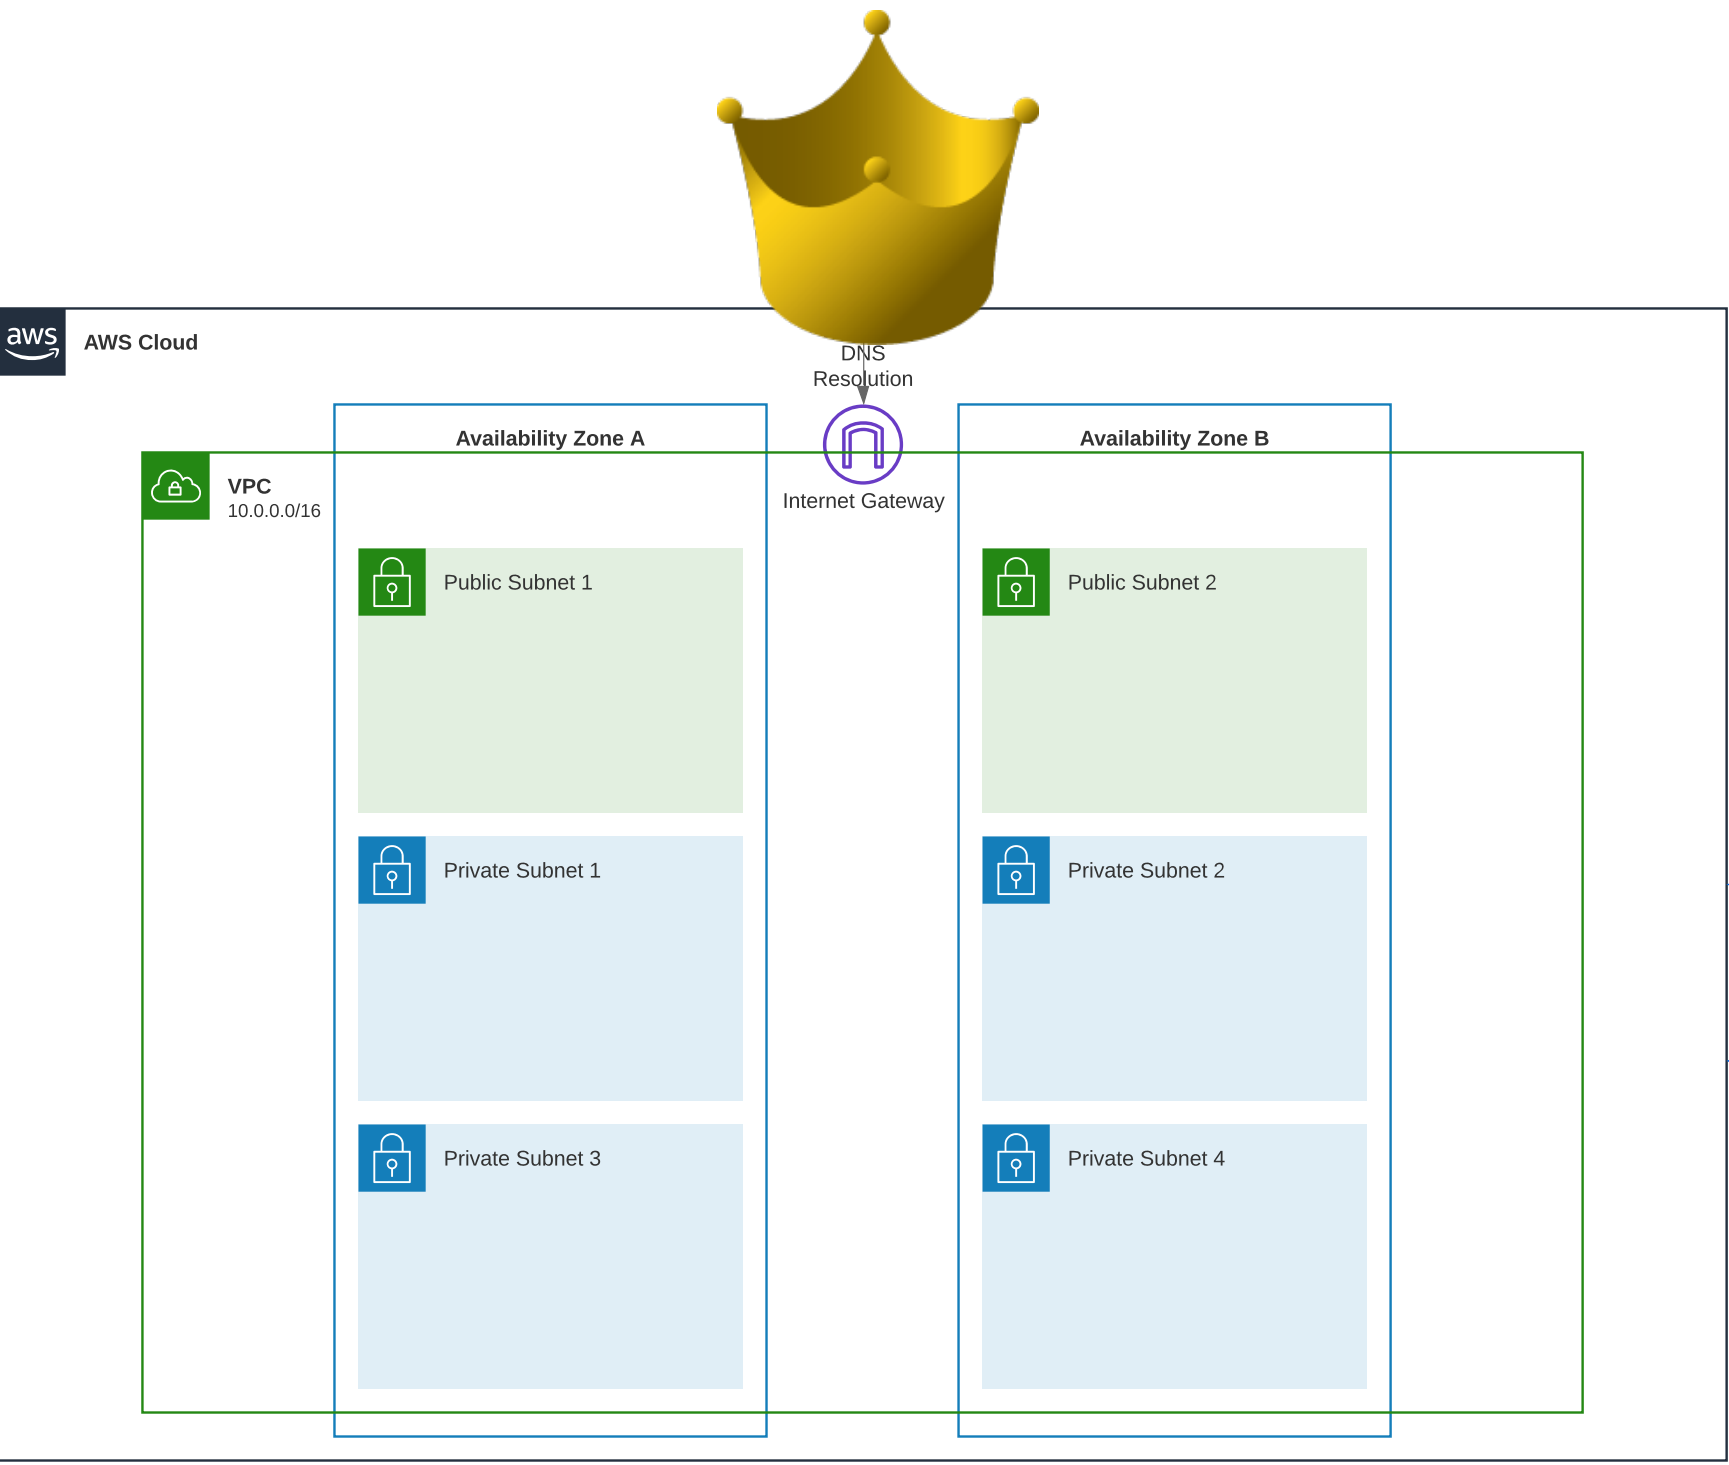 aws
AWS Cloud
DNS
Resolution
Availability Zone A
Availability Zone B
VPC
10.0.0.0/16
Internet Gateway
Public Subnet 1
Public Subnet 2
Private Subnet 1
Private Subnet 2
Private Subnet 3
Private Subnet 4